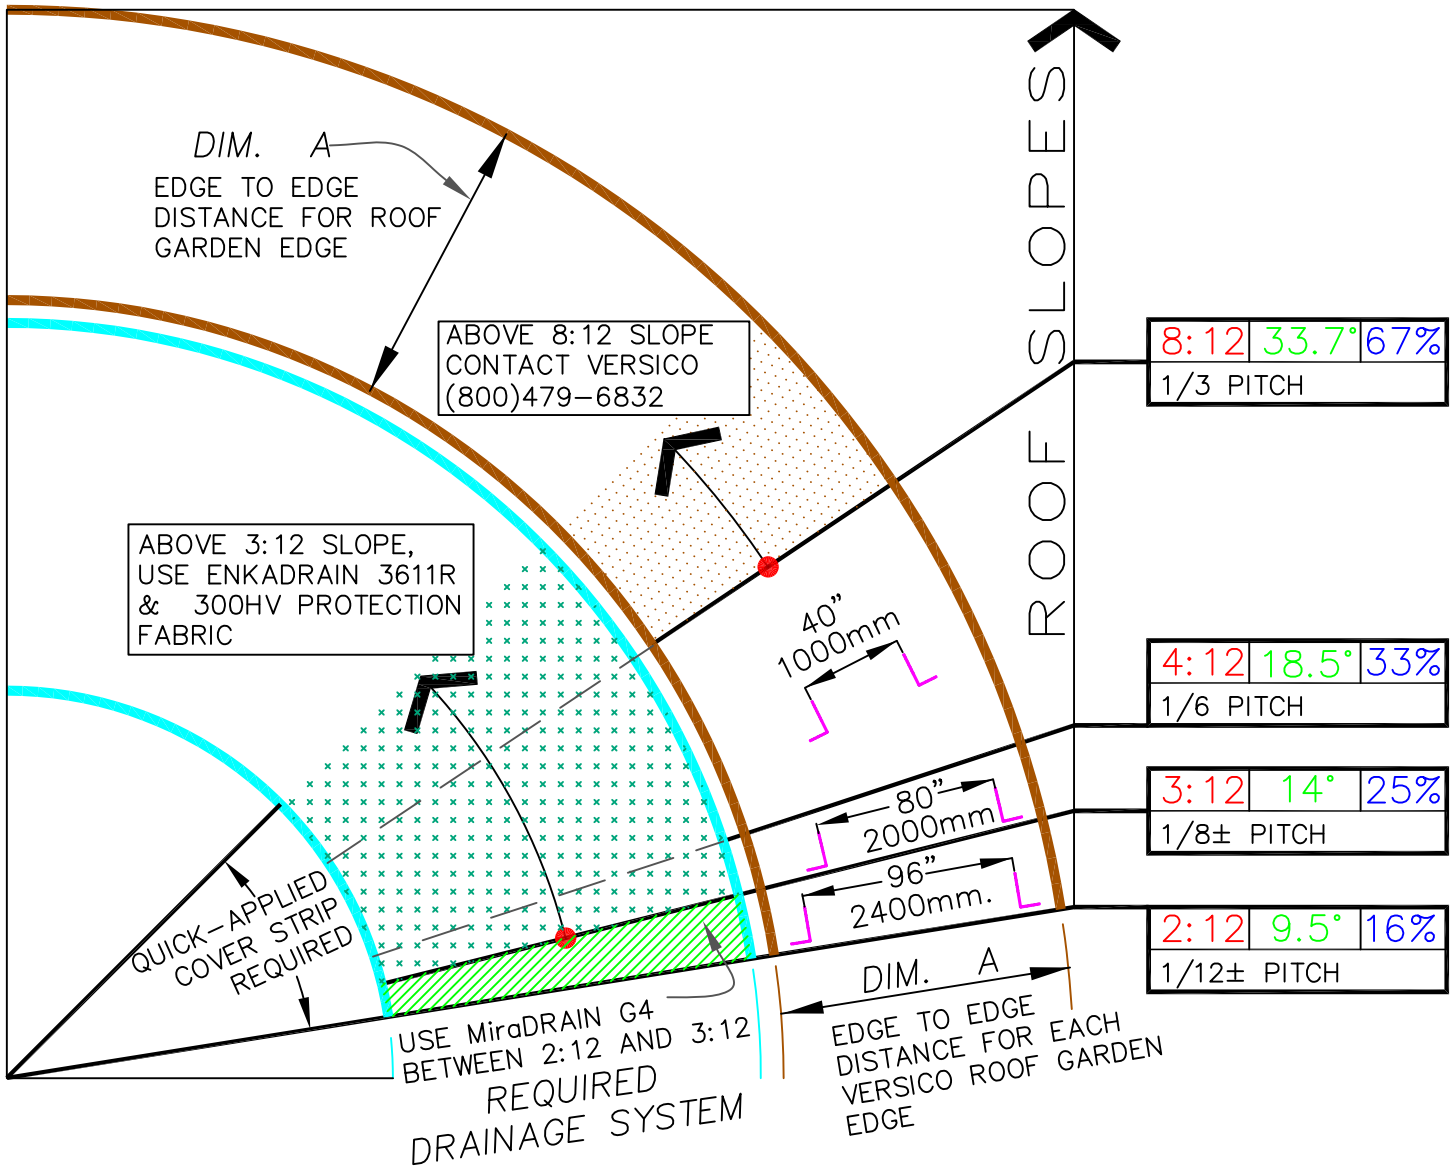 DIM. A
EDGE TO EDGE
DISTANCE FOR ROOF
GARDEN EDGE
ROOF SLOPES
ABOVE 8:12 SLOPE
CONTACT VERSICO
(800)479-6832
8:12 33.7° 67%
1/3 PITCH
ABOVE 3:12 SLOPE,
USE ENKADRAIN 3611R
& 300HV PROTECTION
FABRIC
40”
1000mm
4:12 18.5° 33%
1/6 PITCH
80”
2000mm
3:12 14° 25%
1/8± PITCH
96”
2400mm.
2:12 9.5° 16%
1/12± PITCH
QUICK-APPLIED
COVER STRIP
REQUIRED
USE MiraDRAIN G4
BETWEEN 2:12 AND 3:12
REQUIRED
DRAINAGE SYSTEM
DIM. A
EDGE TO EDGE
DISTANCE FOR EACH
VERSICO ROOF GARDEN
EDGE